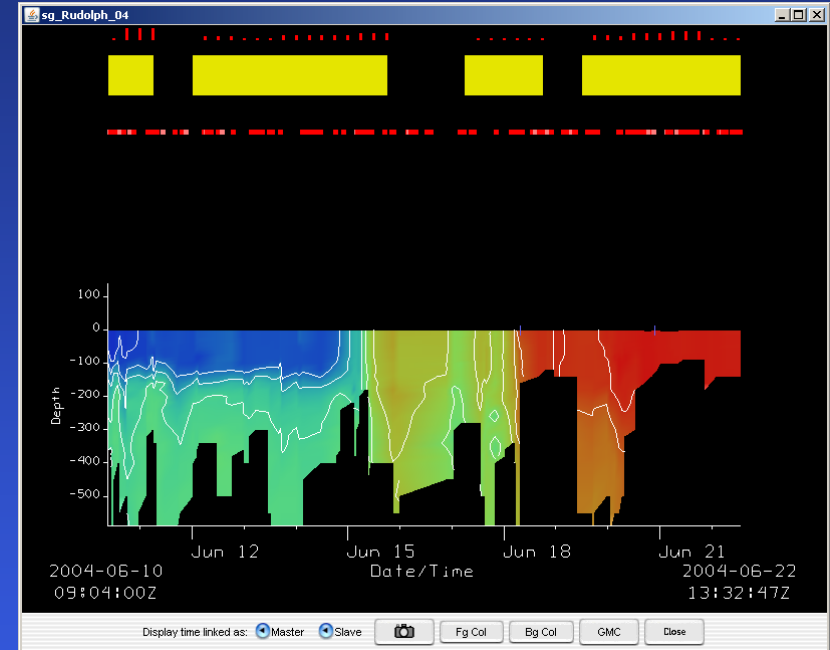 sg_Rudolph_04
100
0
-100
-200
-300
-400
-500
Depth
Jun 12 Jun 15 Jun 18 Jun 21
2004-06-10 Date/Time 2004-06-22
09:04:00Z 13:32:47Z
Display time linked as: Master Slave Fg Col Bg Col GMC Close